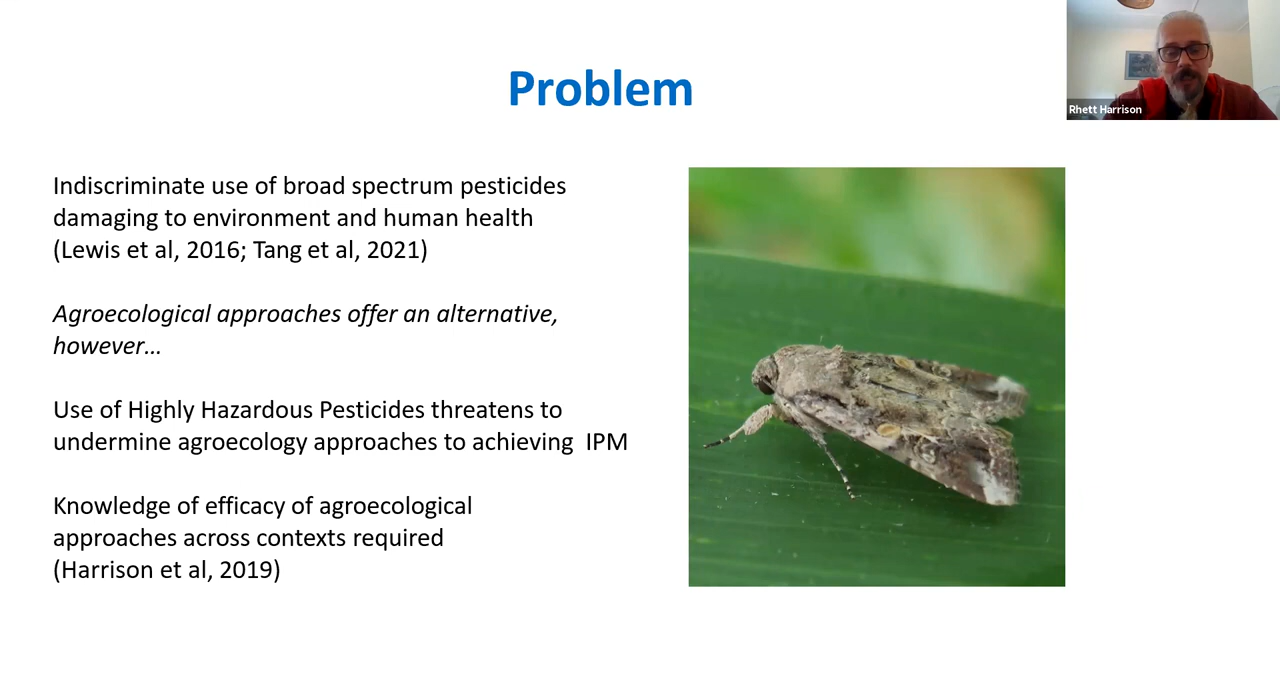 Problem
Rhett Harrison
Indiscriminate use of broad spectrum pesticides
damaging to environment and human health
(Lewis et al, 2016; Tang et al, 2021)
Agroecological approaches offer an alternative,
however…
Use of Highly Hazardous Pesticides threatens to
undermine agroecology approaches to achieving  IPM
Knowledge of efficacy of agroecological
approaches across contexts required
(Harrison et al, 2019)